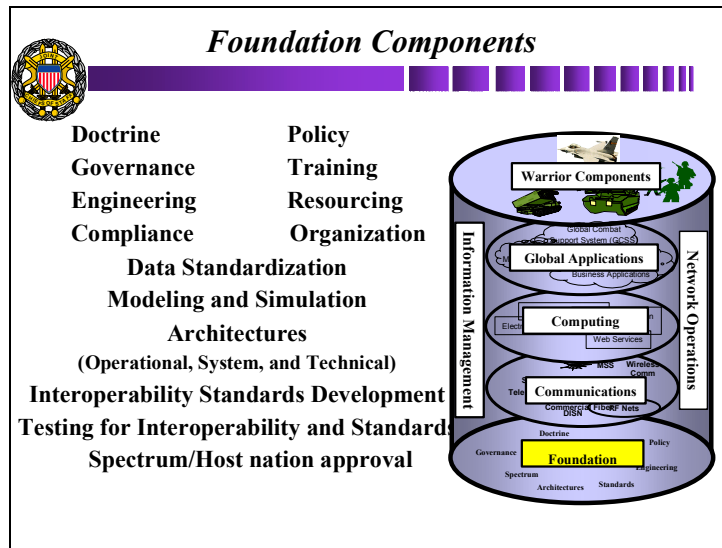 Foundation Components
Doctrine Policy
Governance Training
Engineering Resourcing
Compliance Organization
Data Standardization
Modeling and Simulation
Architectures
(Operational, System, and Technical)
Interoperability Standards Development
Testing for Interoperability and Standards
Spectrum/Host nation approval
Warrior Components
Information Management
Network Operations
Global Combat
Support System (GCSS)
Global Applications
Business Applications
Computing
Web Services
MSS Wireless
Comm
Communications
Commercial Fiber RF Nets
DISN
Doctrine
Policy
Governance
Foundation
Engineering
Spectrum
Architectures Standards